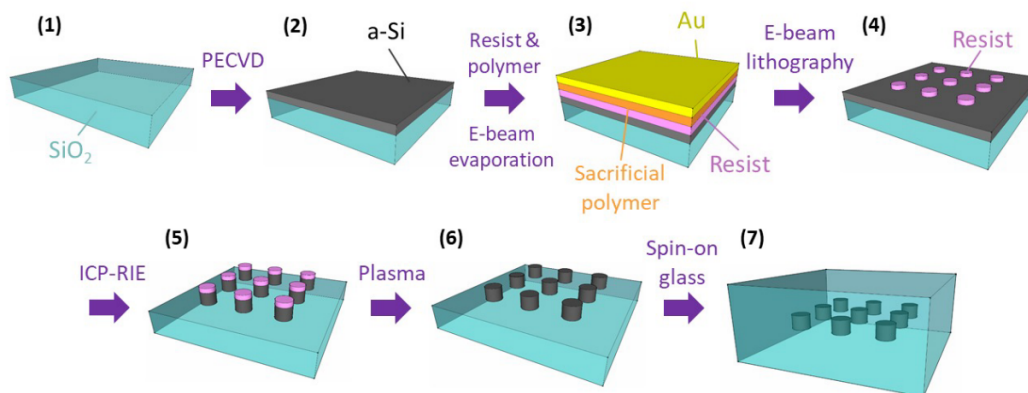 (1)
PECVD
SiO₂
(2)
a-Si
Resist &
polymer
E-beam
evaporation
(3)
Au
Sacrificial
polymer
Resist
E-beam
lithography
(4)
Resist
ICP-RIE
(5)
Plasma
(6)
Spin-on
glass
(7)